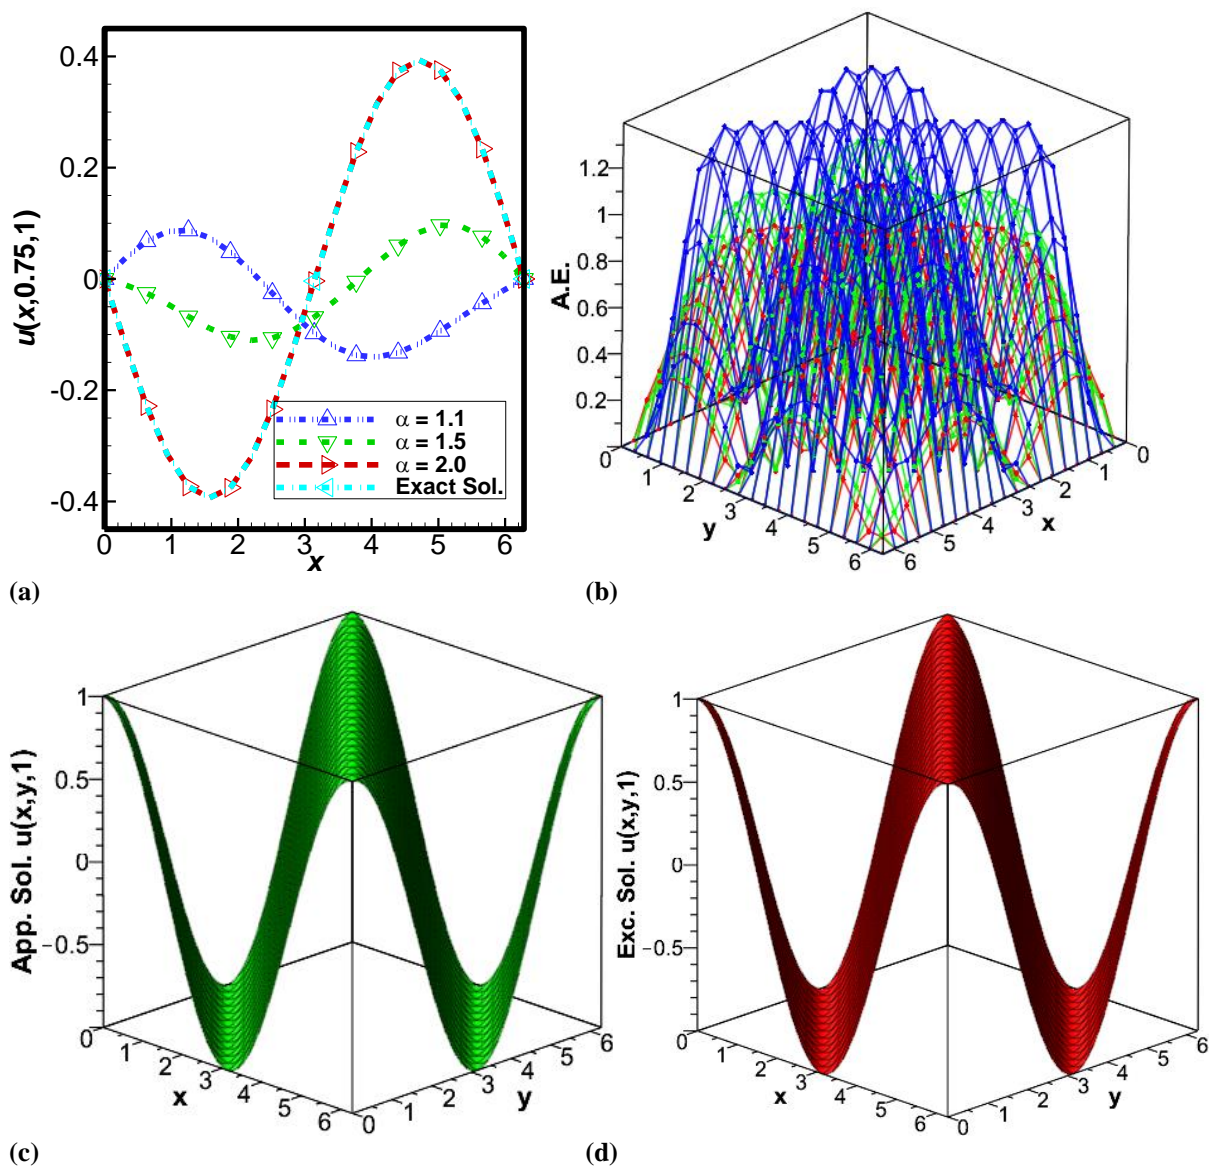 0.4
0.2
0
-0.2
-0.4
u(x,0.75,1)
0 1 2 3 4 5 6
x
α = 1.1
α = 1.5
α = 2.0
Exact Sol.
(a)
1.2
1
0.8
0.6
0.4
0.2
A.E.
0 1 2 3 4 5 6
y
6 5 4 3 2 1 0
x
(b)
1
0.5
0
-0.5
App. Sol. u(x,y,1)
0 1 2 3 4 5 6
x
0 1 2 3 4 5 6
y
(c)
1
0.5
0
-0.5
Exc. Sol. u(x,y,1)
0 1 2 3 4 5 6
x
0 1 2 3 4 5 6
y
(d)